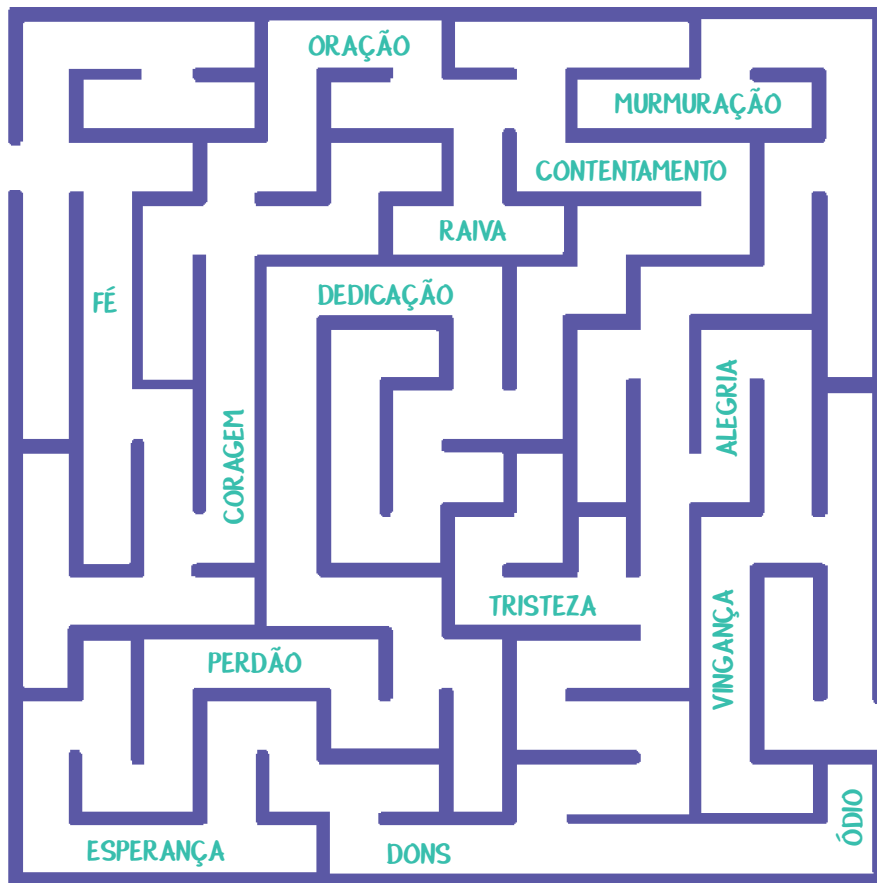 ORAÇÃO
MURMURAÇÃO
CONTENTAMENTO
RAIVA
DEDICAÇÃO
FÉ
ALEGRIA
CORAGEM
TRISTEZA
VINGANÇA
PERDÃO
ÓDIO
ESPERANÇA
DONS